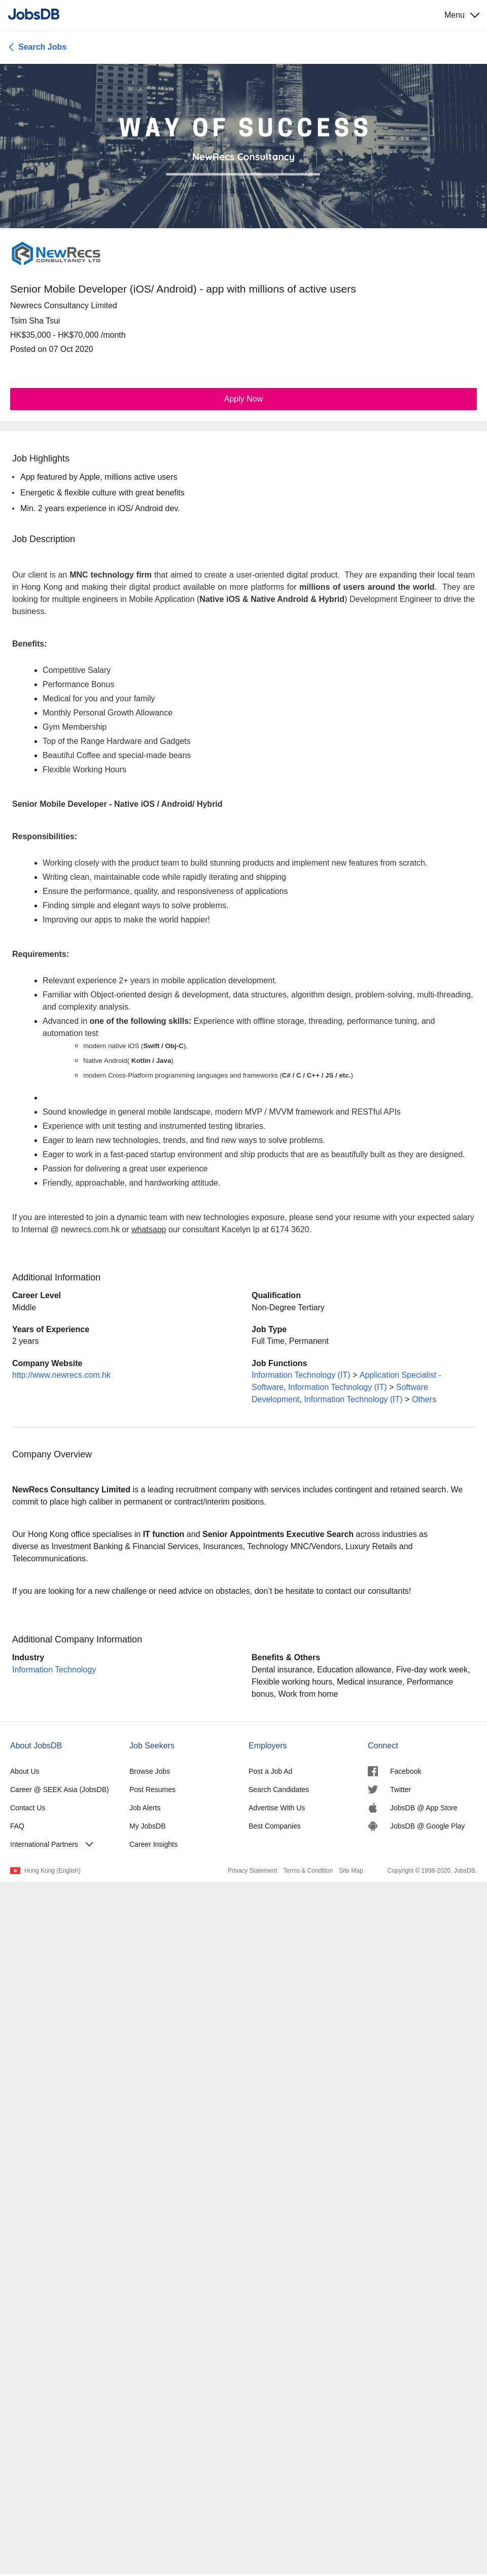 JobsDB
Menu
Search Jobs
WAY OF SUCCESS
NewRecs Consultancy
NewRecs
CONSULTANCY LTD
Senior Mobile Developer (iOS/ Android) - app with millions of active users
Newrecs Consultancy Limited
Tsim Sha Tsui
HK$35,000 - HK$70,000 /month
Posted on 07 Oct 2020
Apply Now
Job Highlights
• App featured by Apple, millions active users
• Energetic & flexible culture with great benefits
• Min. 2 years experience in iOS/ Android dev.
Job Description
Our client is an MNC technology firm that aimed to create a user-oriented digital product.  They are expanding their local team
in Hong Kong and making their digital product available on more platforms for millions of users around the world.  They are
looking for multiple engineers in Mobile Application (Native iOS & Native Android & Hybrid) Development Engineer to drive the
business.
Benefits:
• Competitive Salary
• Performance Bonus
• Medical for you and your family
• Monthly Personal Growth Allowance
• Gym Membership
• Top of the Range Hardware and Gadgets
• Beautiful Coffee and special-made beans
• Flexible Working Hours
Senior Mobile Developer - Native iOS / Android/ Hybrid
Responsibilities:
• Working closely with the product team to build stunning products and implement new features from scratch.
• Writing clean, maintainable code while rapidly iterating and shipping
• Ensure the performance, quality, and responsiveness of applications
• Finding simple and elegant ways to solve problems.
• Improving our apps to make the world happier!
Requirements:
• Relevant experience 2+ years in mobile application development.
• Familiar with Object-oriented design & development, data structures, algorithm design, problem-solving, multi-threading,
and complexity analysis.
• Advanced in one of the following skills: Experience with offline storage, threading, performance tuning, and
automation test
◦ modern native iOS (Swift / Obj-C),
◦ Native Android( Kotlin / Java)
◦ modern Cross-Platform programming languages and frameworks (C# / C / C++ / JS / etc.)
•
• Sound knowledge in general mobile landscape, modern MVP / MVVM framework and RESTful APIs
• Experience with unit testing and instrumented testing libraries.
• Eager to learn new technologies, trends, and find new ways to solve problems.
• Eager to work in a fast-paced startup environment and ship products that are as beautifully built as they are designed.
• Passion for delivering a great user experience
• Friendly, approachable, and hardworking attitude.
If you are interested to join a dynamic team with new technologies exposure, please send your resume with your expected salary
to Internal @ newrecs.com.hk or whatsapp our consultant Kacelyn Ip at 6174 3620.
Additional Information
Career Level
Middle
Qualification
Non-Degree Tertiary
Years of Experience
2 years
Job Type
Full Time, Permanent
Company Website
http://www.newrecs.com.hk
Job Functions
Information Technology (IT) > Application Specialist -
Software, Information Technology (IT) > Software
Development, Information Technology (IT) > Others
Company Overview
NewRecs Consultancy Limited is a leading recruitment company with services includes contingent and retained search. We
commit to place high caliber in permanent or contract/interim positions.
Our Hong Kong office specialises in IT function and Senior Appointments Executive Search across industries as
diverse as Investment Banking & Financial Services, Insurances, Technology MNC/Vendors, Luxury Retails and
Telecommunications.
If you are looking for a new challenge or need advice on obstacles, don't be hesitate to contact our consultants!
Additional Company Information
Industry
Information Technology
Benefits & Others
Dental insurance, Education allowance, Five-day work week,
Flexible working hours, Medical insurance, Performance
bonus, Work from home
About JobsDB
About Us
Career @ SEEK Asia (JobsDB)
Contact Us
FAQ
International Partners
Job Seekers
Browse Jobs
Post Resumes
Job Alerts
My JobsDB
Career Insights
Employers
Post a Job Ad
Search Candidates
Advertise With Us
Best Companies
Connect
Facebook
Twitter
JobsDB @ App Store
JobsDB @ Google Play
Hong Kong (English)
Privacy Statement Terms & Condition Site Map
Copyright © 1998-2020, JobsDB.